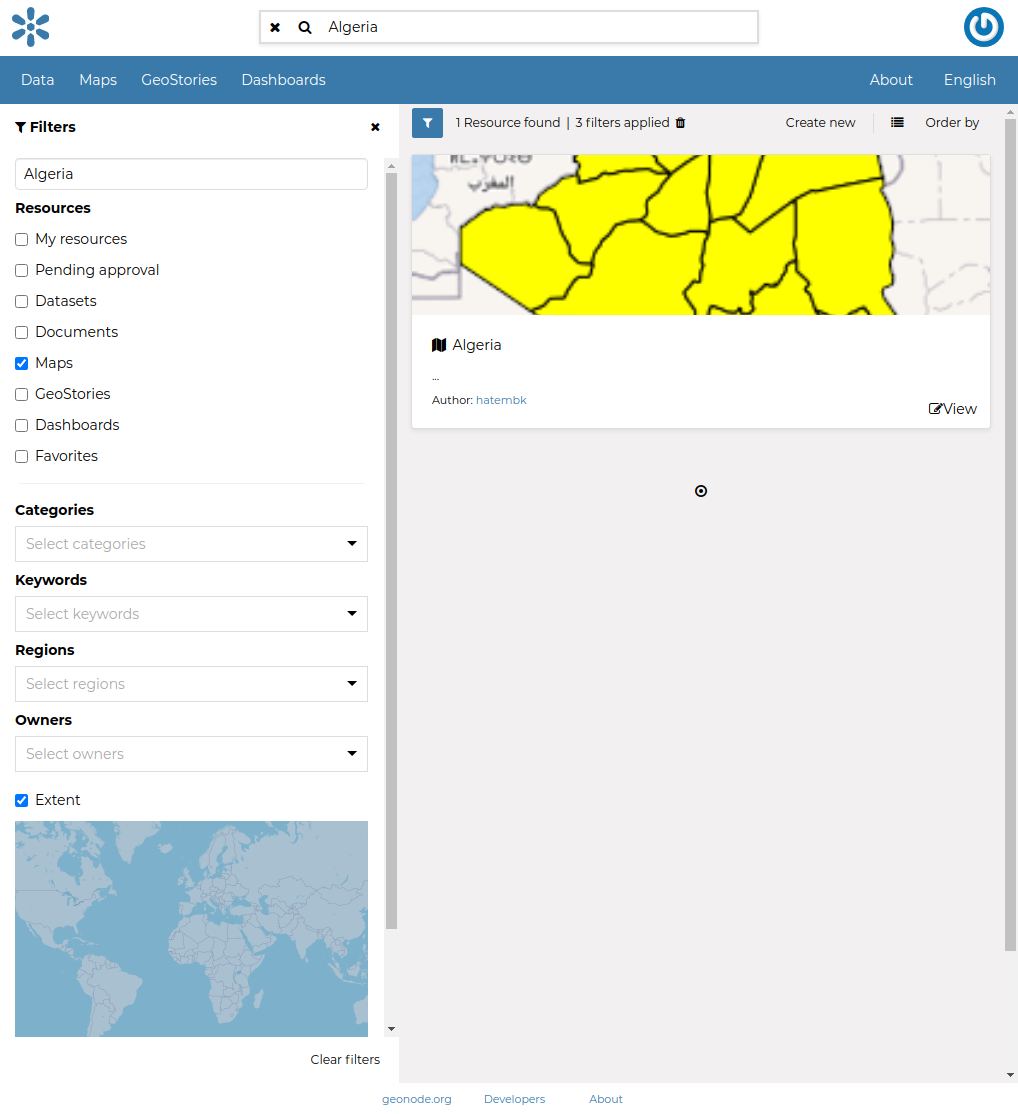 Algeria
Data Maps GeoStories Dashboards About English
Filters
Algeria
Resources
My resources
Pending approval
Datasets
Documents
Maps
GeoStories
Dashboards
Favorites
Categories
Select categories
Keywords
Select keywords
Regions
Select regions
Owners
Select owners
Extent
Clear filters
1 Resource found | 3 filters applied Create new Order by
المغرب
Algeria
...
Author: hatembk
View
geonode.org Developers About